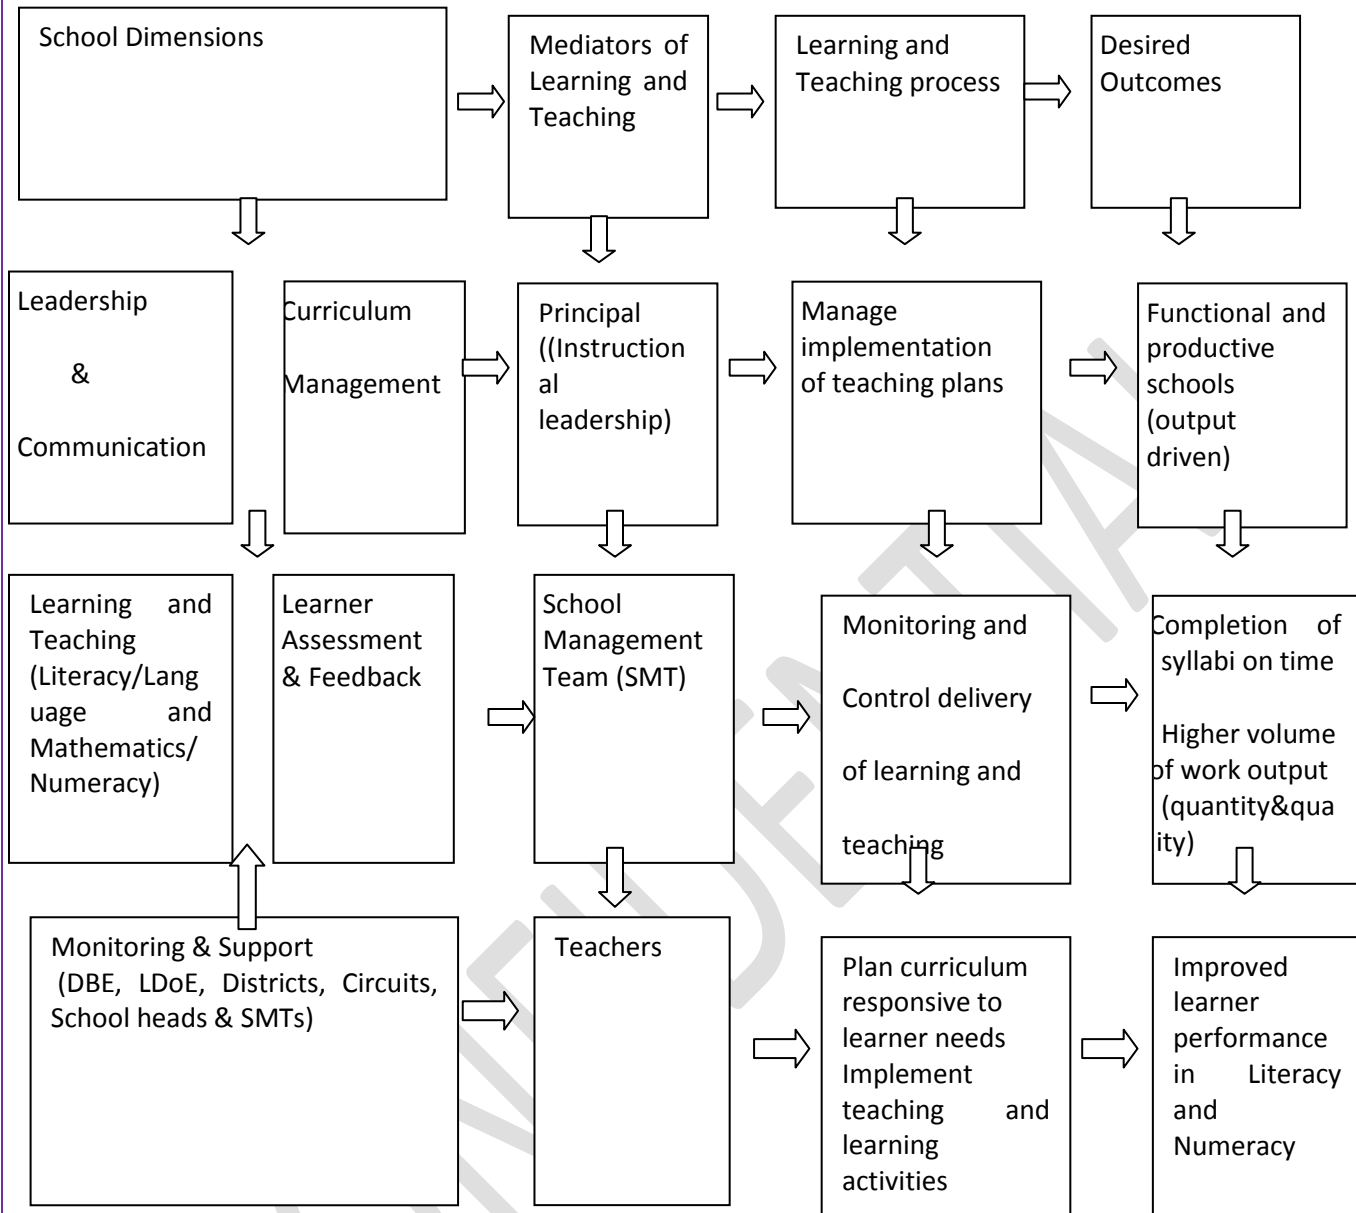 School Dimensions
Mediators of
Learning and
Teaching
Learning and
Teaching process
Desired
Outcomes
Leadership
&
Communication
Curriculum
Management
Principal
((Instruction
al
leadership)
Manage
implementation
of teaching plans
Functional and
productive
schools
(output
driven)
Learning and
Teaching
(Literacy/Lang
uage and
Mathematics/
Numeracy)
Learner
Assessment
& Feedback
School
Management
Team (SMT)
Monitoring and
Control delivery
of learning and
teaching
Completion of
syllabi on time
Higher volume
of work output
(quantity&qua
ity)
Monitoring & Support
(DBE, LDoE, Districts, Circuits,
School heads & SMTs)
Teachers
Plan curriculum
responsive to
learner needs
Implement
teaching and
learning
activities
Improved
learner
performance
in Literacy
and
Numeracy